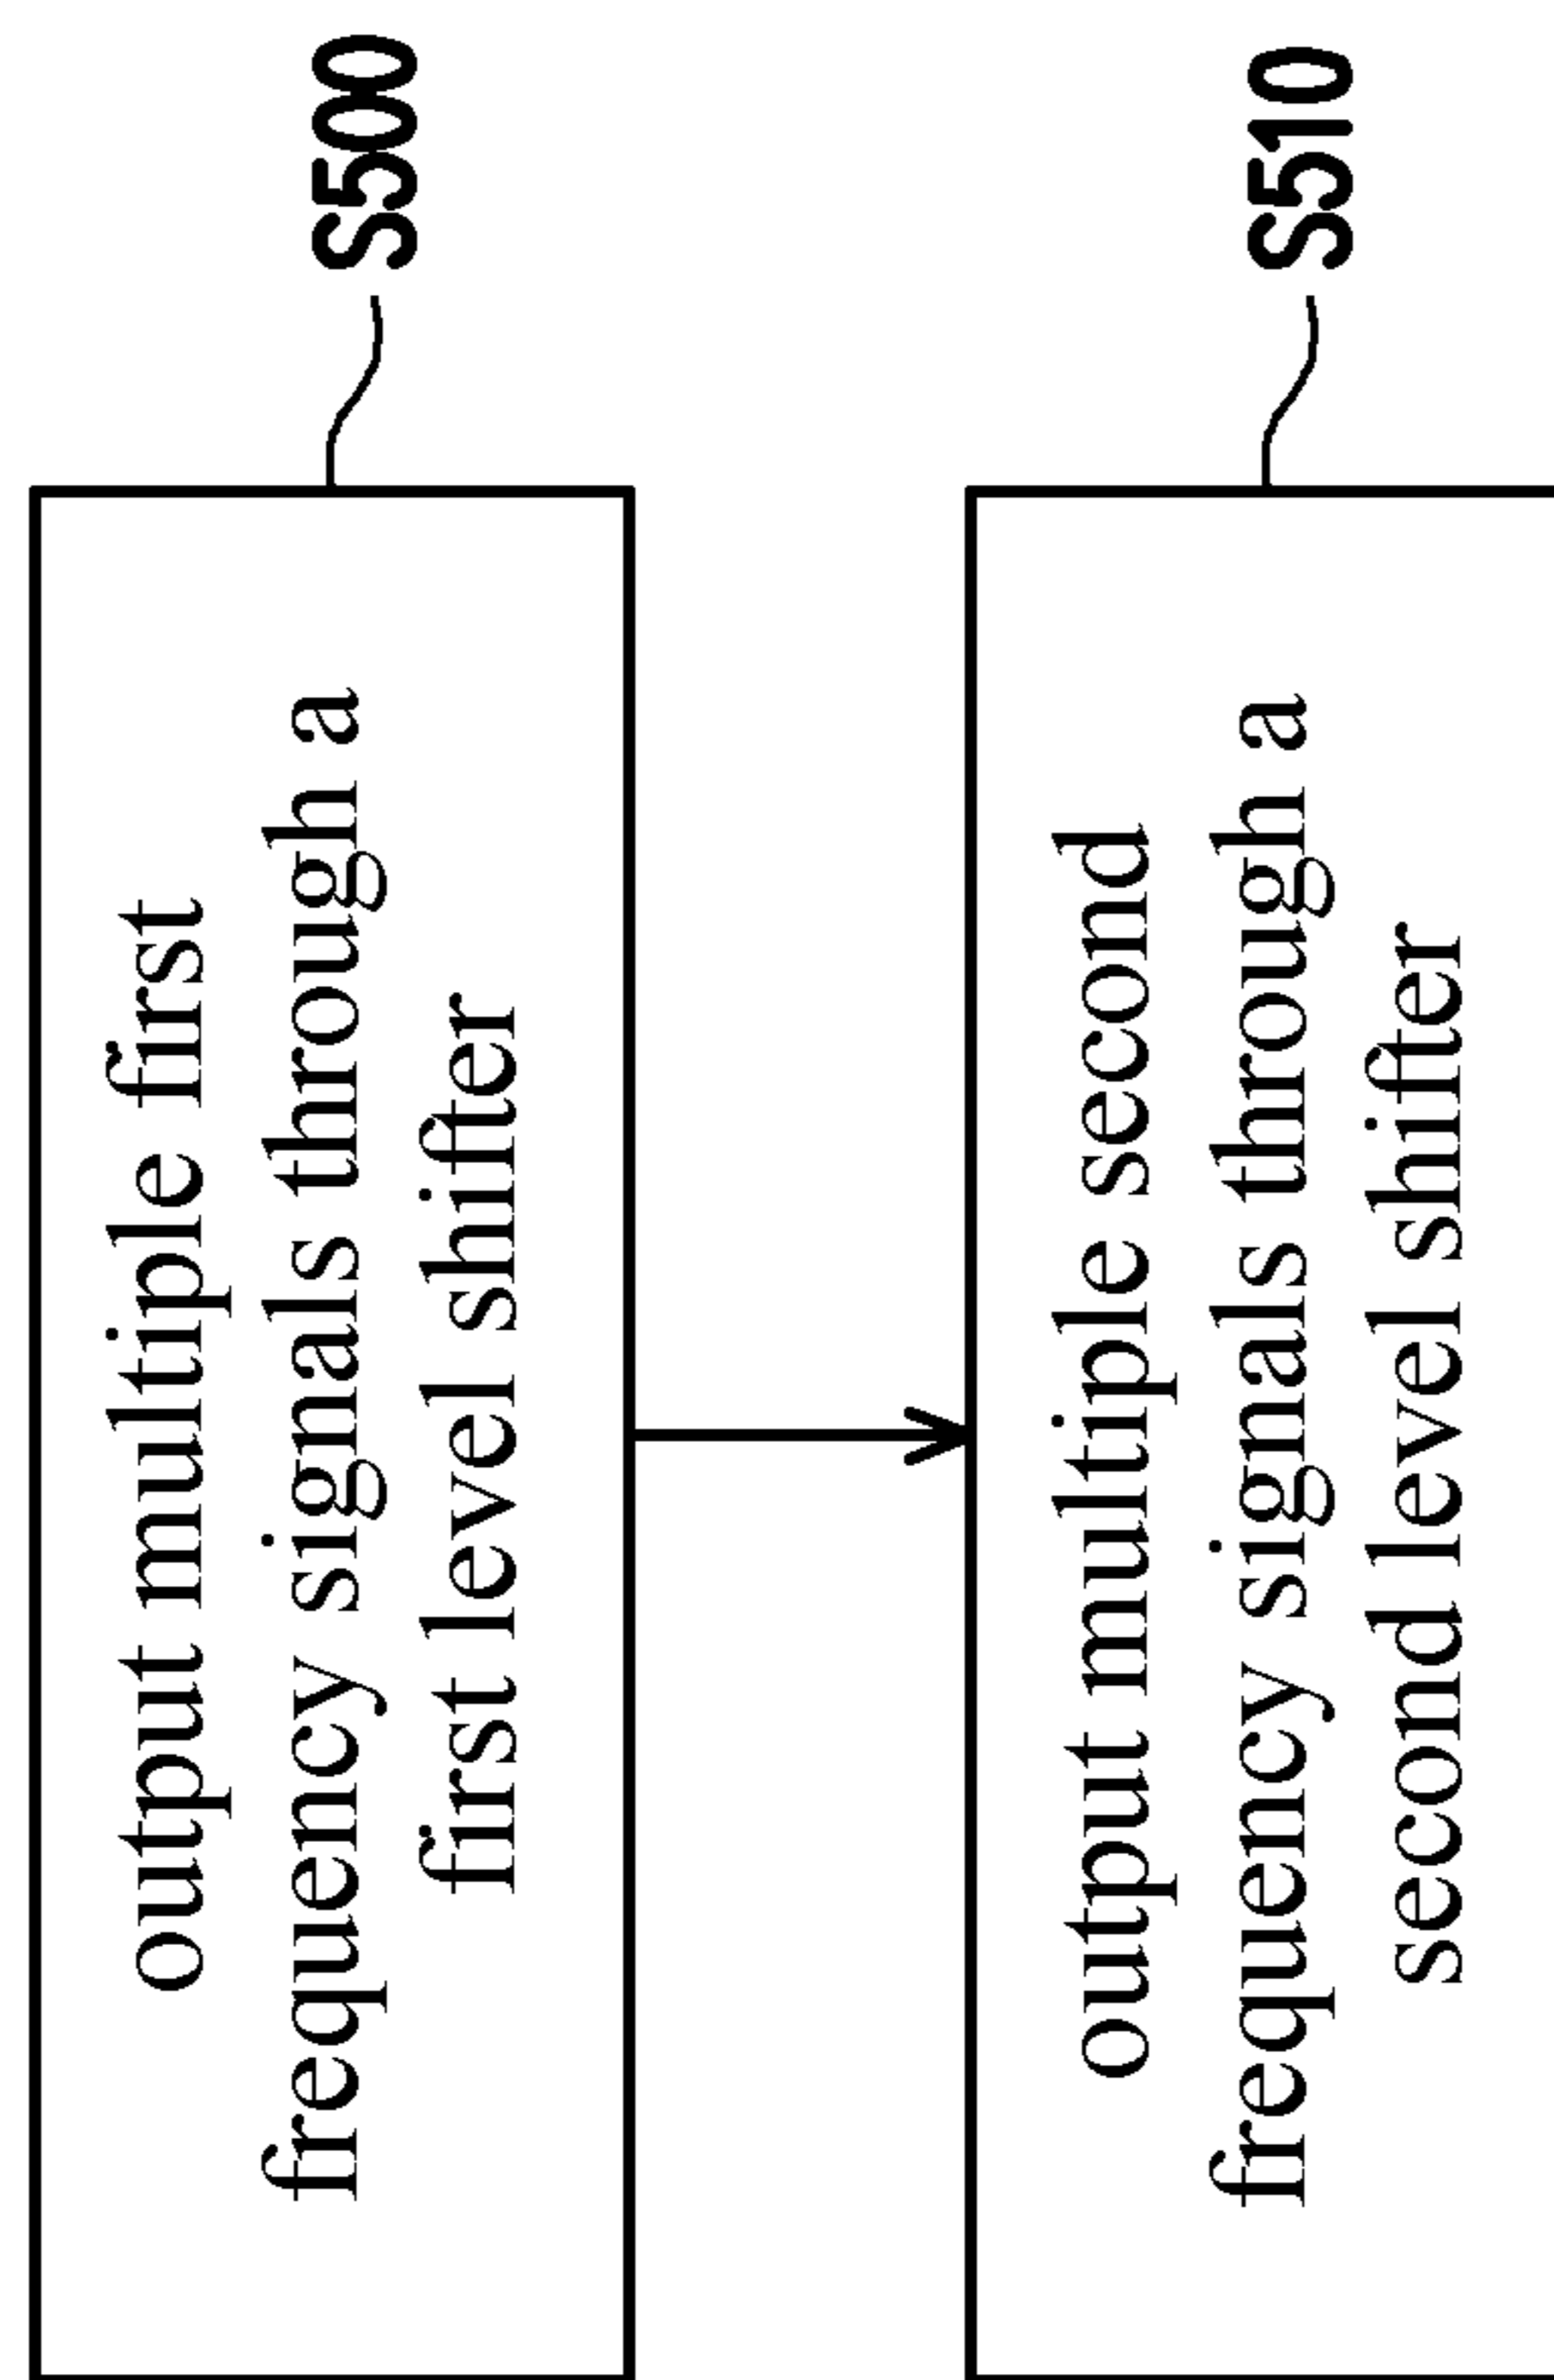 output multiple first
frequency signals through a
first level shifter
S500
output multiple second
frequency signals through a
second level shifter
S510